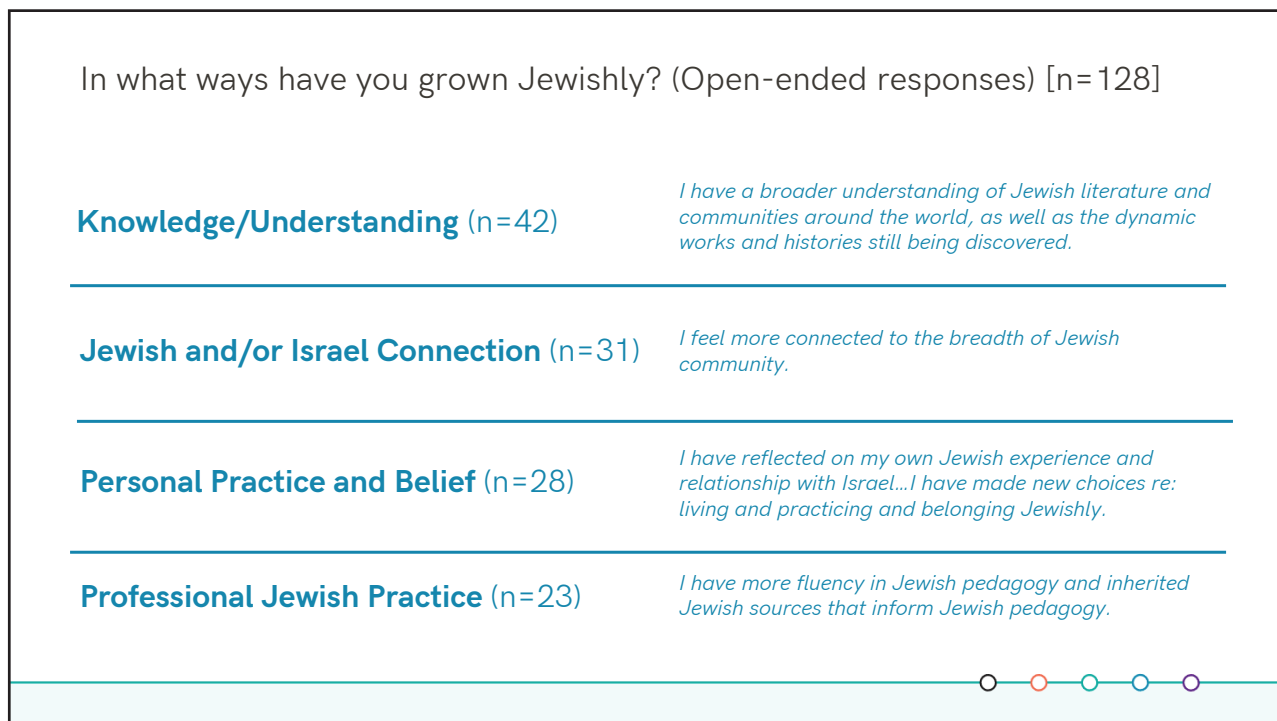 In what ways have you grown Jewishly? (Open-ended responses) [n=128]
Knowledge/Understanding (n=42)
I have a broader understanding of Jewish literature and
communities around the world, as well as the dynamic
works and histories still being discovered.
Jewish and/or Israel Connection (n=31)
I feel more connected to the breadth of Jewish
community.
Personal Practice and Belief (n=28)
I have reflected on my own Jewish experience and
relationship with Israel...I have made new choices re:
living and practicing and belonging Jewishly.
Professional Jewish Practice (n=23)
I have more fluency in Jewish pedagogy and inherited
Jewish sources that inform Jewish pedagogy.